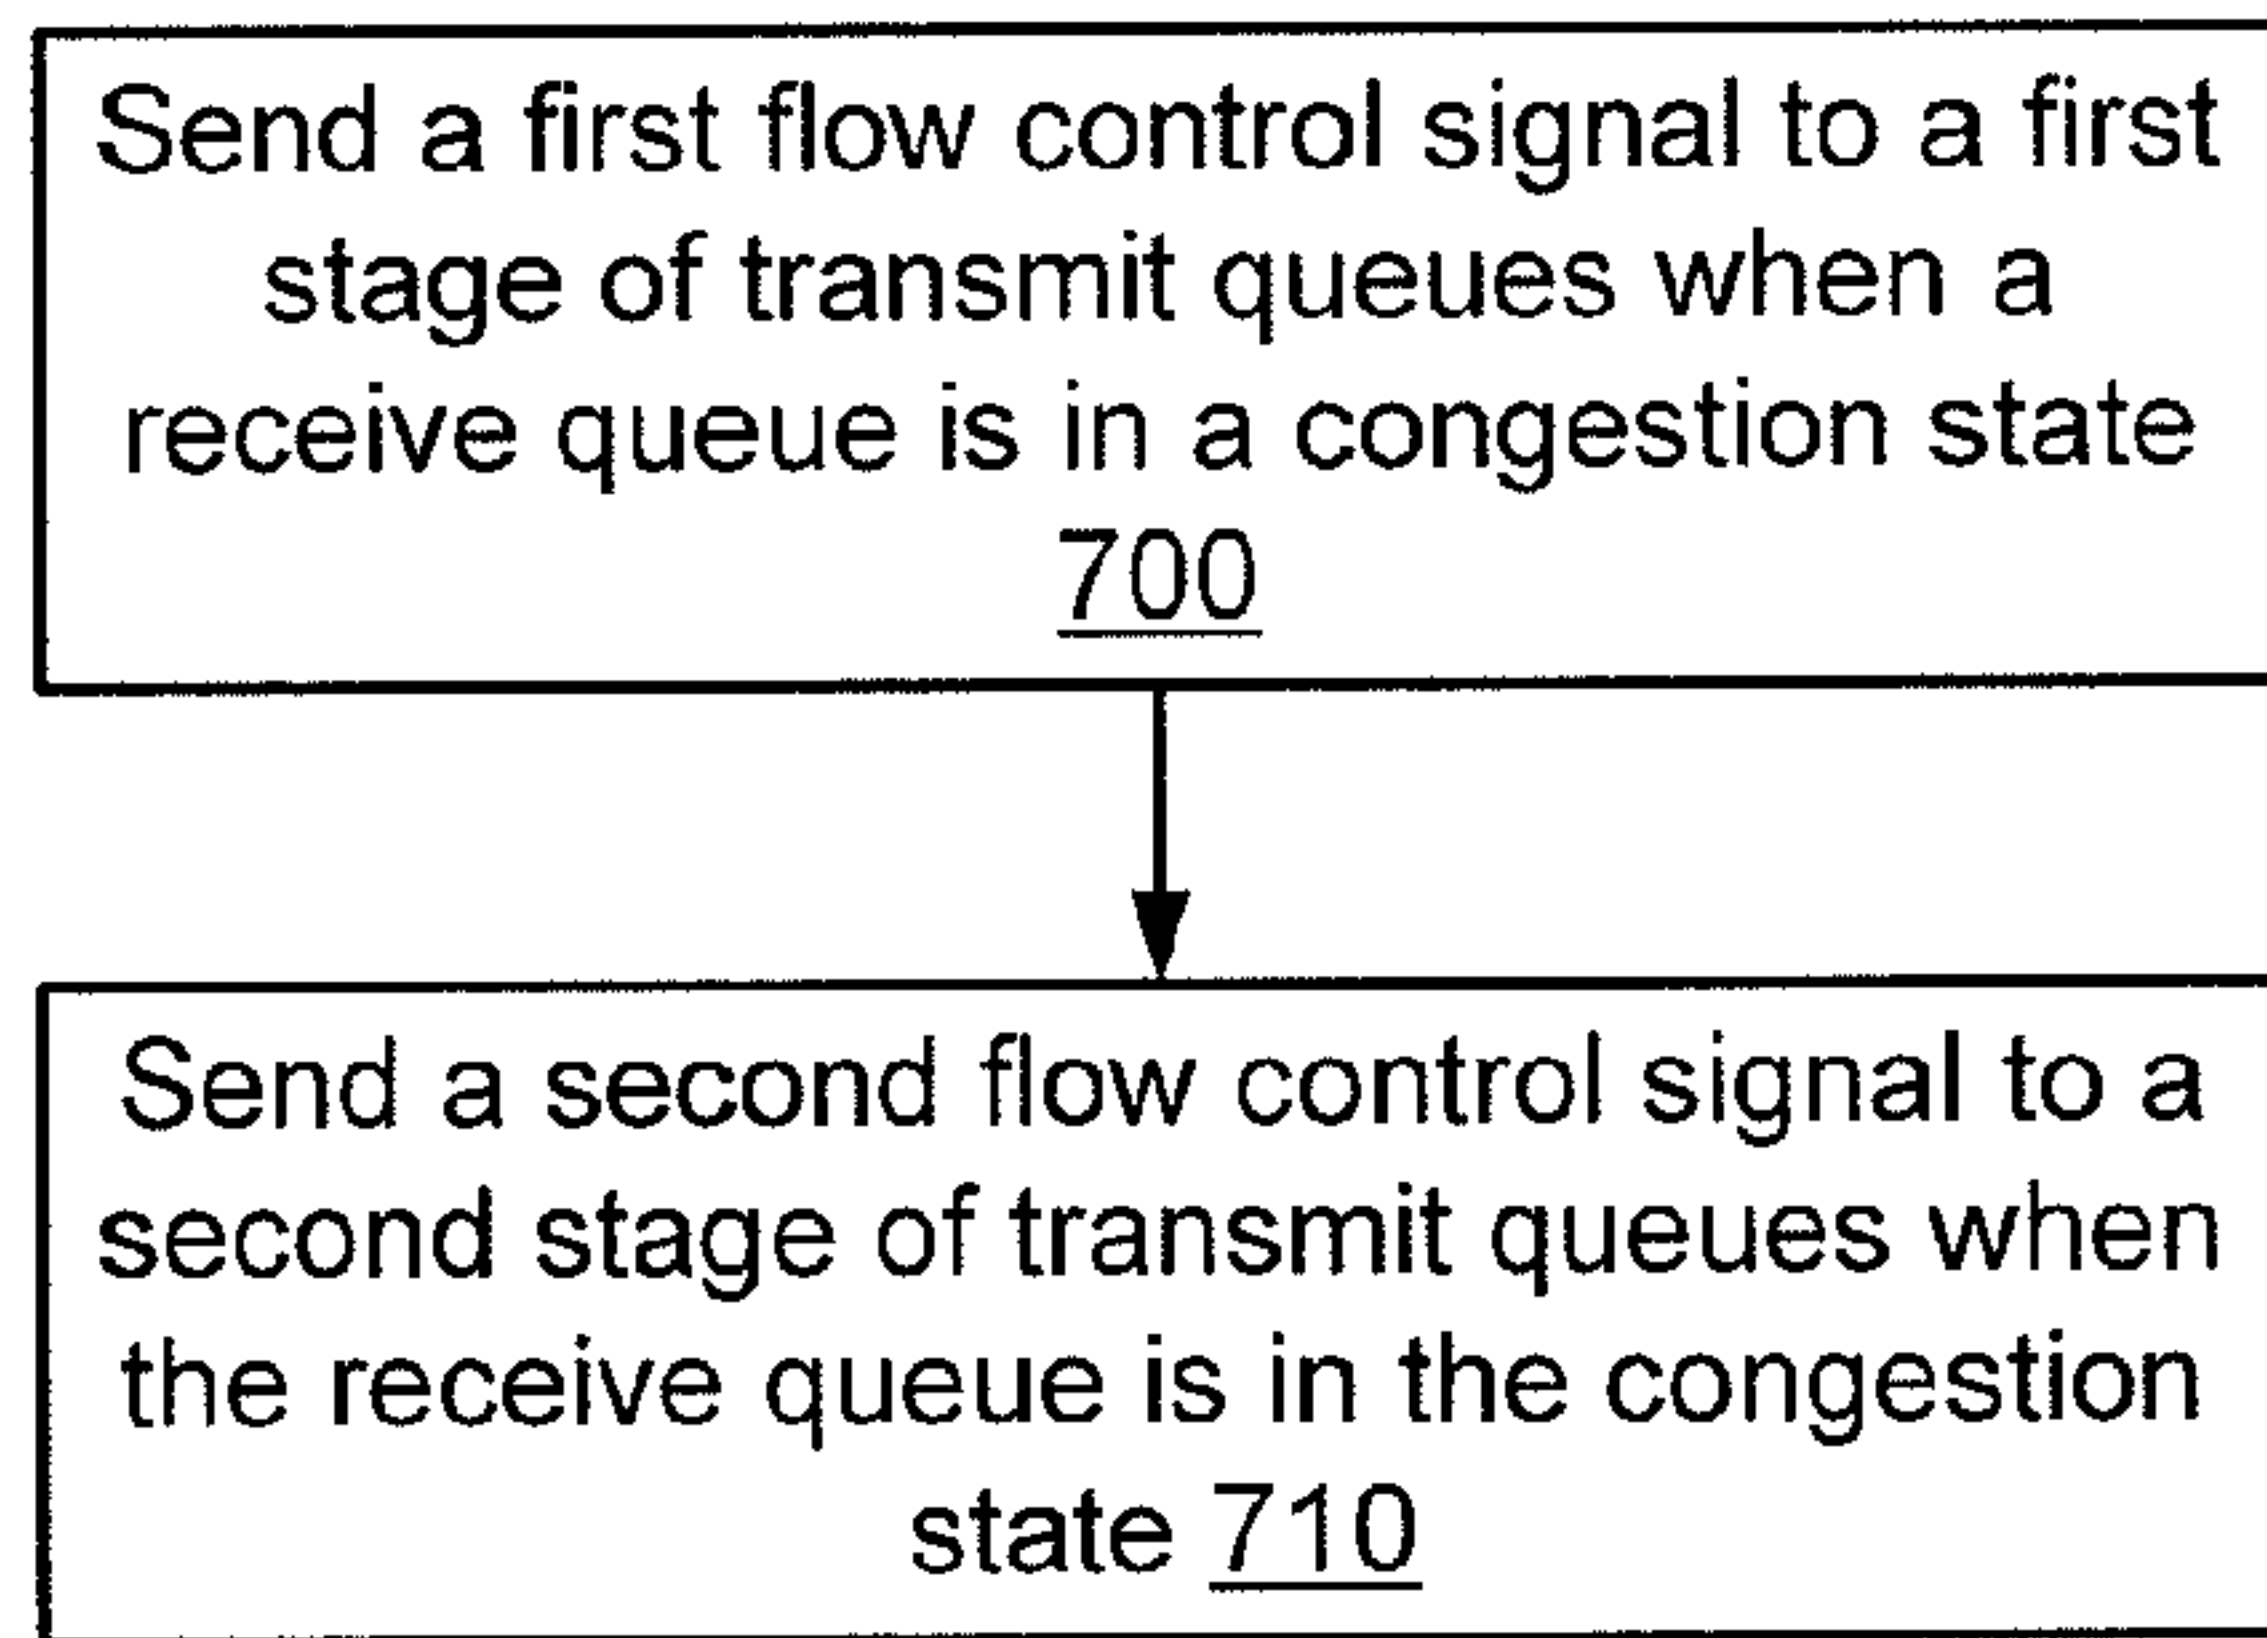 Send a first flow control signal to a first
stage of transmit queues when a
receive queue is in a congestion state
700
Send a second flow control signal to a
second stage of transmit queues when
the receive queue is in the congestion
state 710